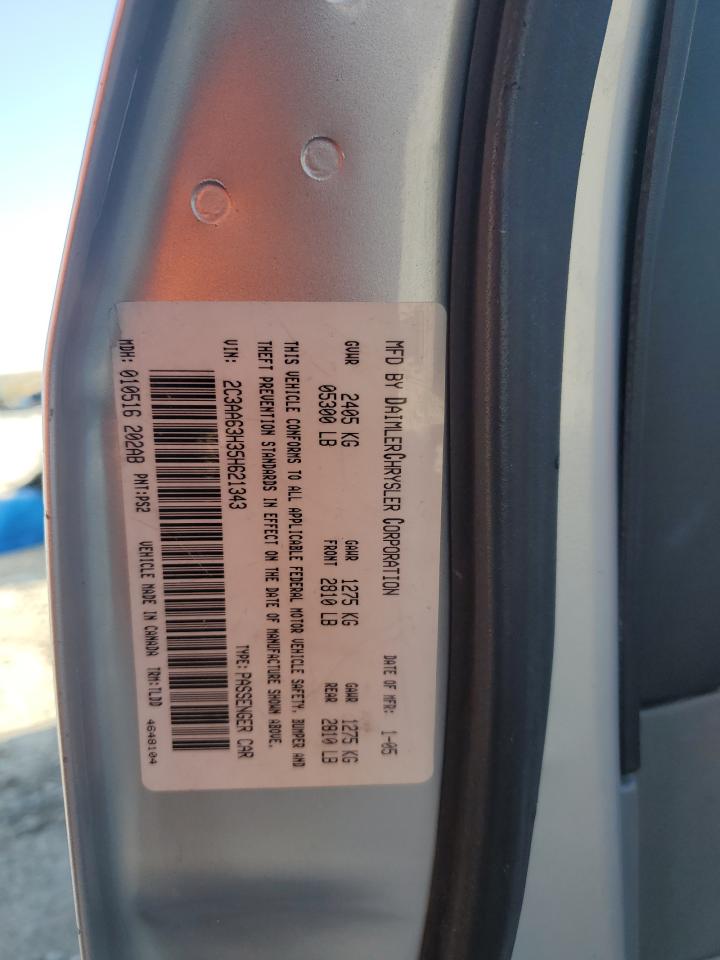 MFD BY DAIMLERCHRYSLER CORPORATION DATE OF MFR: 1-05
GVWR 2405 KG GAWR 1275 KG GAWR 1275 KG
05300 LB FRONT 2810 LB REAR 2810 LB
THIS VEHICLE CONFORMS TO ALL APPLICABLE FEDERAL MOTOR VEHICLE SAFETY, BUMPER AND
THEFT PREVENTION STANDARDS IN EFFECT ON THE DATE OF MANUFACTURE SHOWN ABOVE.
VIN: 2C3AA63H35H621343 TYPE: PASSENGER CAR
MDH: 010516 202AB PNT:PS2 VEHICLE MADE IN CANADA TRM:TLDD 4648104